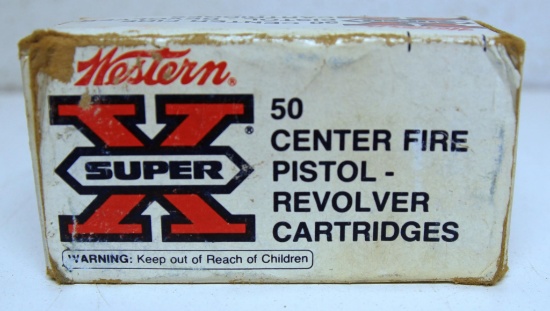 Western®
SUPER X®
50
CENTER FIRE
PISTOL -
REVOLVER
CARTRIDGES
WARNING: Keep out of Reach of Children